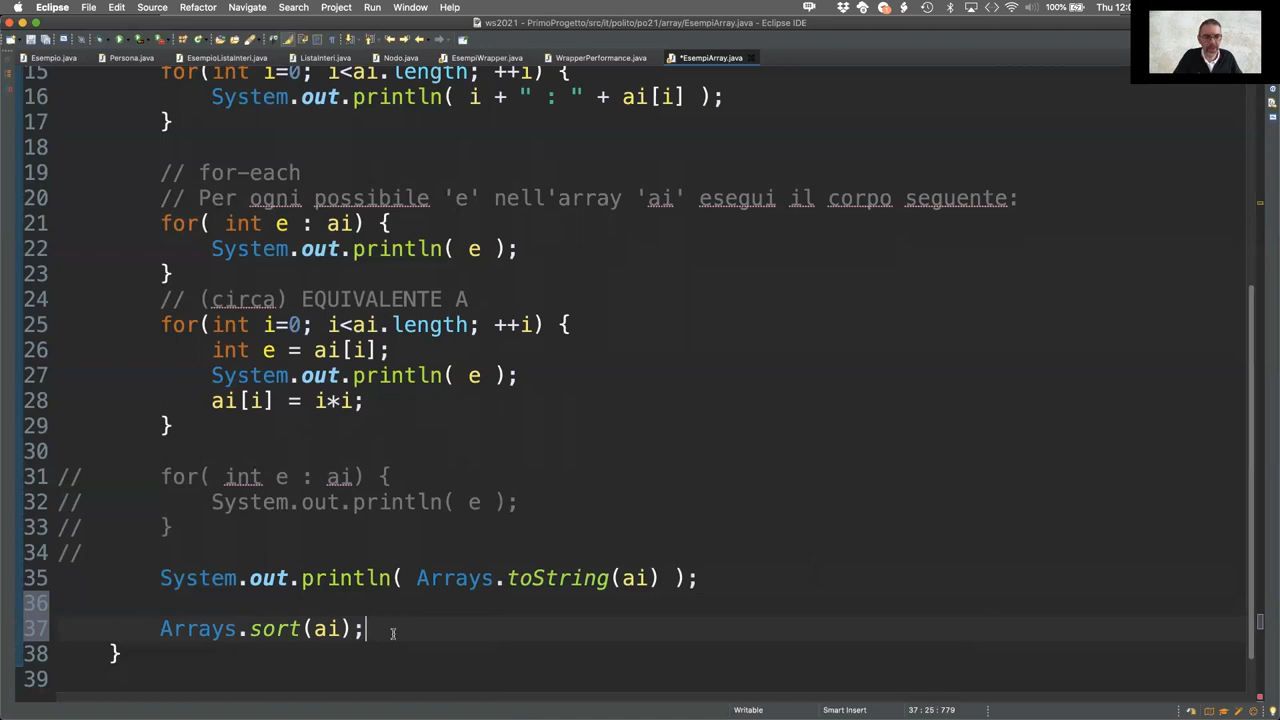 Eclipse File Edit Source Refactor Navigate Search Project Run Window Help 100% Thu 12:0
ws2021 - PrimoProgetto/src/it/polito/po21/array/EsempiArray.java - Eclipse IDE
Esempio.java Persona.java EsempioListaInteri.java ListaInteri.java Nodo.java EsempiWrapper.java WrapperPerformance.java *EsempiArray.java
15 for(int i=0; i<ai.length; ++i) {
16 System.out.println( i + " : " + ai[i] );
17 }
18
19 // for-each
20 // Per ogni possibile 'e' nell'array 'ai' esegui il corpo seguente:
21 for( int e : ai) {
22 System.out.println( e );
23 }
24 // (circa) EQUIVALENTE A
25 for(int i=0; i<ai.length; ++i) {
26 int e = ai[i];
27 System.out.println( e );
28 ai[i] = i*i;
29 }
30
31 // for( int e : ai) {
32 // System.out.println( e );
33 // }
34 //
35 System.out.println( Arrays.toString(ai) );
36
37 Arrays.sort(ai);
38 }
39
Writable Smart Insert 37 : 25 : 779